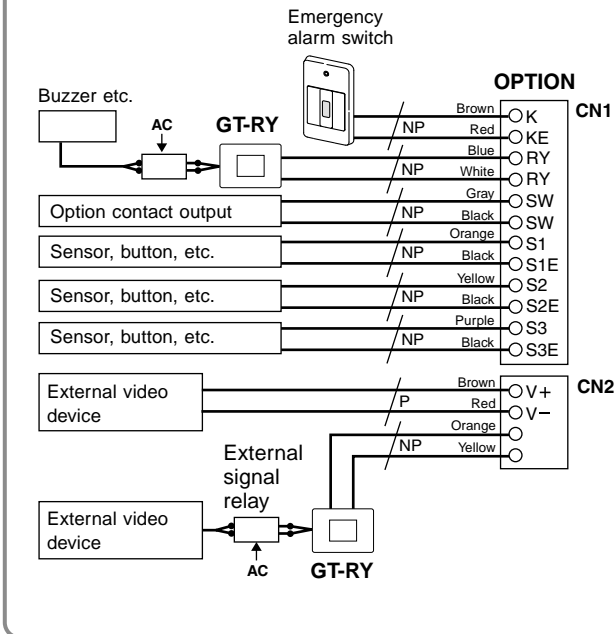 Emergency
alarm switch
OPTION
Buzzer etc.
AC
GT-RY
CN1
Brown
K
NP
Red
KE
Blue
RY
NP
White
RY
Option contact output
Gray
SW
NP
Black
SW
Sensor, button, etc.
Orange
S1
NP
Black
S1E
Sensor, button, etc.
Yellow
S2
NP
Black
S2E
Sensor, button, etc.
Purple
S3
NP
Black
S3E
External video
device
Brown
V+
CN2
P
Red
V−
Orange
NP
Yellow
External
signal
relay
External video
device
AC
GT-RY